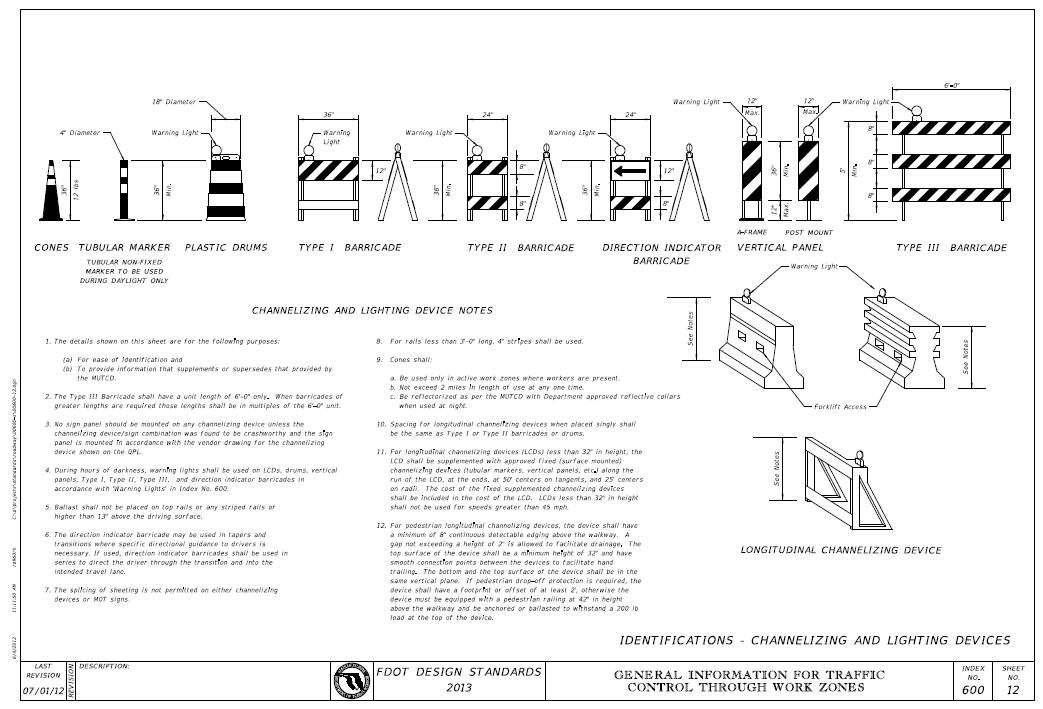 18" Diameter
4" Diameter
Warning Light
36"
Warning
Light
Warning Light
24"
Warning Light
24"
Warning Light
12"
Max.
12"
Max.
Warning Light
6'-0"
36"
12 lbs
36"
Min.
12"
36"
Min.
8"
8"
36"
Min.
12"
8"
36"
Min.
12"
Max.
5'
Min.
8"
8"
8"
A-FRAME
POST MOUNT
CONES
TUBULAR MARKER
PLASTIC DRUMS
TYPE I BARRICADE
TYPE II BARRICADE
DIRECTION INDICATOR
BARRICADE
VERTICAL PANEL
TYPE III BARRICADE
TUBULAR NON-FIXED
MARKER TO BE USED
DURING DAYLIGHT ONLY
Warning Light
See Notes
See Notes
Forklift Access
See Notes
LONGITUDINAL CHANNELIZING DEVICE
CHANNELIZING AND LIGHTING DEVICE NOTES
1. The details shown on this sheet are for the following purposes:
(a) For ease of identification and
(b) To provide information that supplements or supersedes that provided by
the MUTCD.
2. The Type III Barricade shall have a unit length of 6'-0" only. When barricades of
greater lengths are required those lengths shall be in multiples of the 6'-0" unit.
3. No sign panel should be mounted on any channelizing device unless the
channelizing device/sign combination was found to be crashworthy and the sign
panel is mounted in accordance with the vendor drawing for the channelizing
device shown on the QPL.
4. During hours of darkness, warning lights shall be used on LCDs, drums, vertical
panels, Type I, Type II, Type III, and direction indicator barricades in
accordance with 'Warning Lights' in Index No. 600.
5. Ballast shall not be placed on top rails or any striped rails or
higher than 13" above the driving surface.
6. The direction indicator barricade may be used in tapers and
transitions where specific directional guidance to drivers is
necessary. If used, direction indicator barricades shall be used in
series to direct the driver through the transition and into the
intended travel lane.
7. The splicing of sheeting is not permitted on either channelizing
devices or MOT signs.
8. For rails less than 3'-0" long, 4" stripes shall be used.
9. Cones shall:
a. Be used only in active work zones where workers are present.
b. Not exceed 2 miles in length of use at any one time.
c. Be reflectorized as per the MUTCD with Department approved reflective collars
when used at night.
10. Spacing for longitudinal channelizing devices when placed singly shall
be the same as Type I or Type II barricades or drums.
11. For longitudinal channelizing devices (LCDs) less than 32" in height, the
LCD shall be supplemented with approved fixed (surface mounted)
channelizing devices (tubular markers, vertical panels, etc.) along the
run of the LCD, at the ends, at 50' centers on tangents, and 25' centers
on radii. The cost of the fixed supplemented channelizing devices
shall be included in the cost of the LCD. LCDs less than 32" in height
shall not be used for speeds greater than 45 mph.
12. For pedestrian longitudinal channelizing devices, the device shall have
a minimum of 8" continuous detectable edging above the walkway. A
gap not exceeding a height of 2" is allowed to facilitate drainage. The
top surface of the device shall be a minimum height of 32" and have
smooth connection points between the devices to facilitate hand
trailing. The bottom and the top surface of the device shall be in the
same vertical plane. If pedestrian drop-off protection is required, the
device shall have a footprint or offset of at least 2', otherwise the
device must be equipped with a pedestrian railing at 42" in height
above the walkway and be anchored or ballasted to withstand a 200 lb
load at the top of the device.
IDENTIFICATIONS - CHANNELIZING AND LIGHTING DEVICES
LAST
REVISION
07/01/12
REVISION
DESCRIPTION:
FDOT DESIGN STANDARDS
2013
GENERAL INFORMATION FOR TRAFFIC
CONTROL THROUGH WORK ZONES
INDEX
NO.
600
SHEET
NO.
12